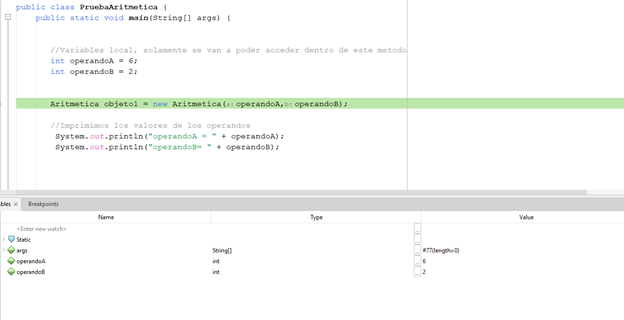 public class PruebaAritmetica {
public static void main(String[] args) {
//Variables local, solamente se van a poder acceder dentro de este metodo
int operandoA = 6;
int operandoB = 2;
Aritmetica objeto1 = new Aritmetica(a: operandoA,b: operandoB);
//Imprimimos los valores de los operandos
System.out.println("operandoA = " + operandoA);
System.out.println("operandoB= " + operandoB);
bles × Breakpoints
Name Type Value
<Enter new watch> ...
Static ...
args String[] ... #77(length=0)
operandoA int ... 6
operandoB int ... 2